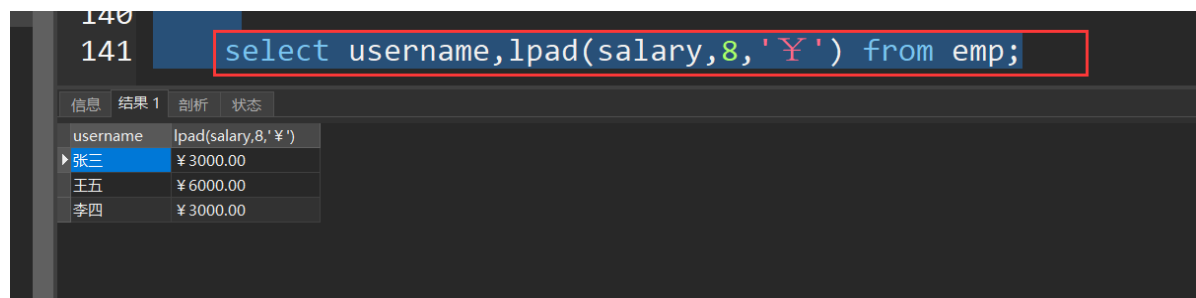 140
141 select username,lpad(salary,8,'¥') from emp;
信息 结果 1 剖析 状态
username lpad(salary,8,'¥')
张三 ¥3000.00
王五 ¥6000.00
李四 ¥3000.00